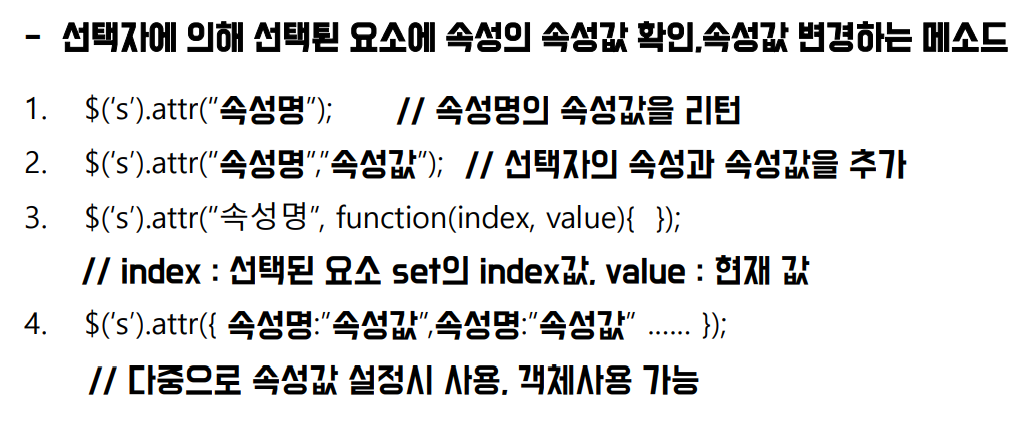 - 선택자에 의해 선택퇸 요소에 속성의 속성값 확인,속성값 변경하는 메소드
1. $('s').attr("속성명"); // 속성명의 속성값을 리턴
2. $('s').attr("속성명","속성값"); // 선택자의 속성과 속성값을 추가
3. $('s').attr("속성명", function(index, value){ });
// index : 선택된 요소 set의 index값, value : 현재 값
4. $('s').attr({ 속성명:"속성값",속성명:"속성값" ...... });
// 다중으로 속성값 설정시 사용, 객체사용 가능